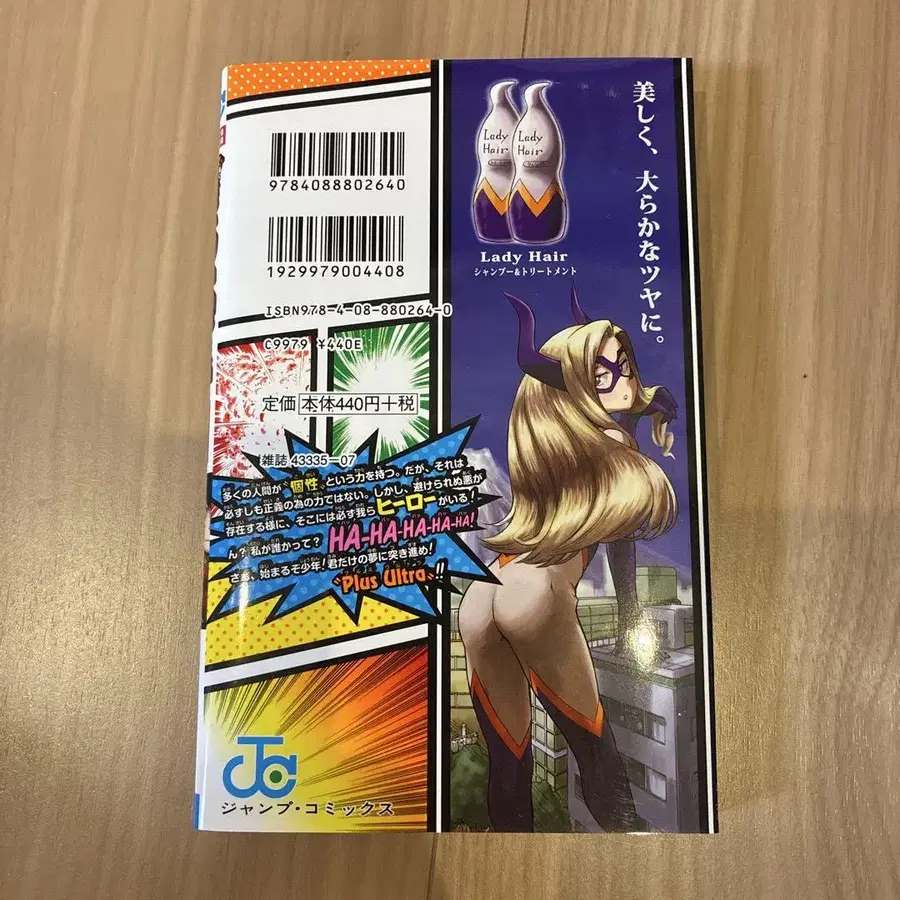 9784088802640
1929979004408
ISBN978-4-08-880264-0
C9979 ¥440E
定価 本体440円+税
雑誌 43335-07
多くの人間が“個性”という力を持つ。だが、それは
必ずしも正義の為の力ではない。しかし、避けられぬ悪が
存在する様に、そこには必ず我らヒーローがいる!
ん?私が誰かって? HA-HA-HA-HA-HA!
さあ、始まるぞ少年!君だけの夢に突き進め!
“Plus Ultra”!!
JC
ジャンプ・コミックス
美しく、大らかなツヤに。
Lady Hair
Lady Hair
Lady Hair
シャンプー&トリートメント